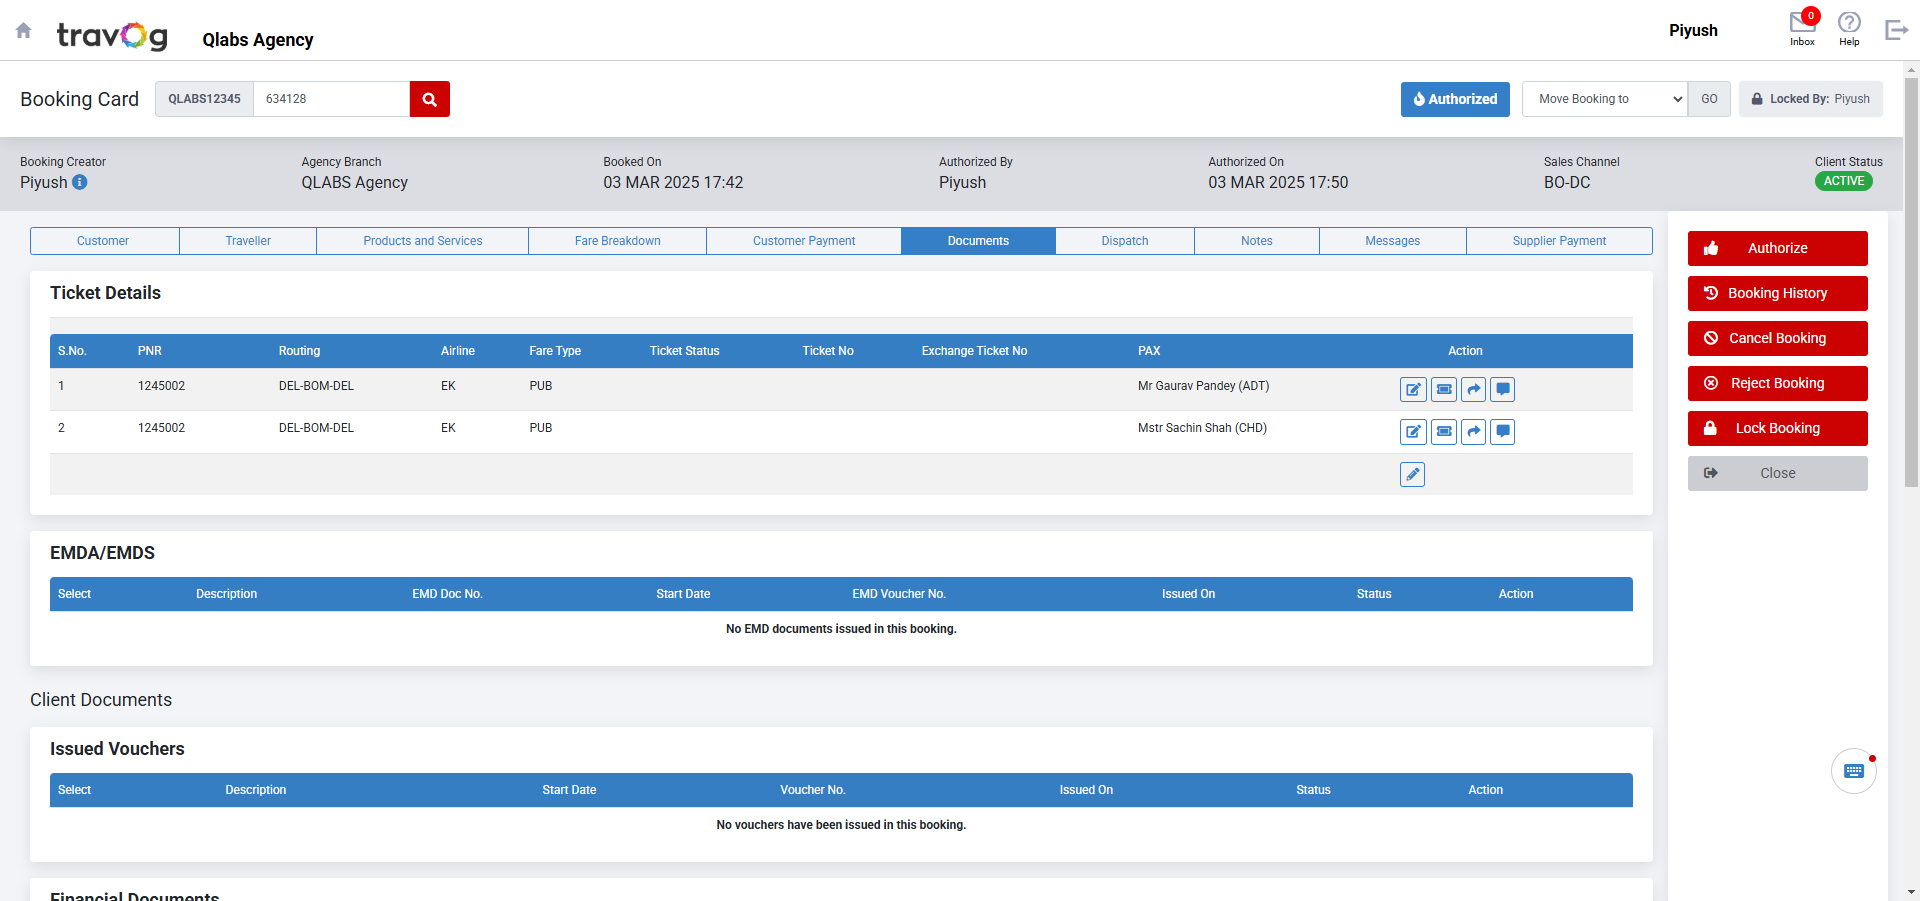 travog
Qlabs Agency
Piyush
0
Inbox
Help
Booking Card
QLABS12345
634128
Authorized
Move Booking to
GO
Locked By: Piyush
Booking Creator
Piyush
Agency Branch
QLABS Agency
Booked On
03 MAR 2025 17:42
Authorized By
Piyush
Authorized On
03 MAR 2025 17:50
Sales Channel
BO-DC
Client Status
ACTIVE
Customer
Traveller
Products and Services
Fare Breakdown
Customer Payment
Documents
Dispatch
Notes
Messages
Supplier Payment
Authorize
Booking History
Cancel Booking
Reject Booking
Lock Booking
Close
Ticket Details
S.No. PNR Routing Airline Fare Type Ticket Status Ticket No Exchange Ticket No PAX Action
1 1245002 DEL-BOM-DEL EK PUB Mr Gaurav Pandey (ADT)
2 1245002 DEL-BOM-DEL EK PUB Mstr Sachin Shah (CHD)
EMDA/EMDS
Select Description EMD Doc No. Start Date EMD Voucher No. Issued On Status Action
No EMD documents issued in this booking.
Client Documents
Issued Vouchers
Select Description Start Date Voucher No. Issued On Status Action
No vouchers have been issued in this booking.
Financial Documents